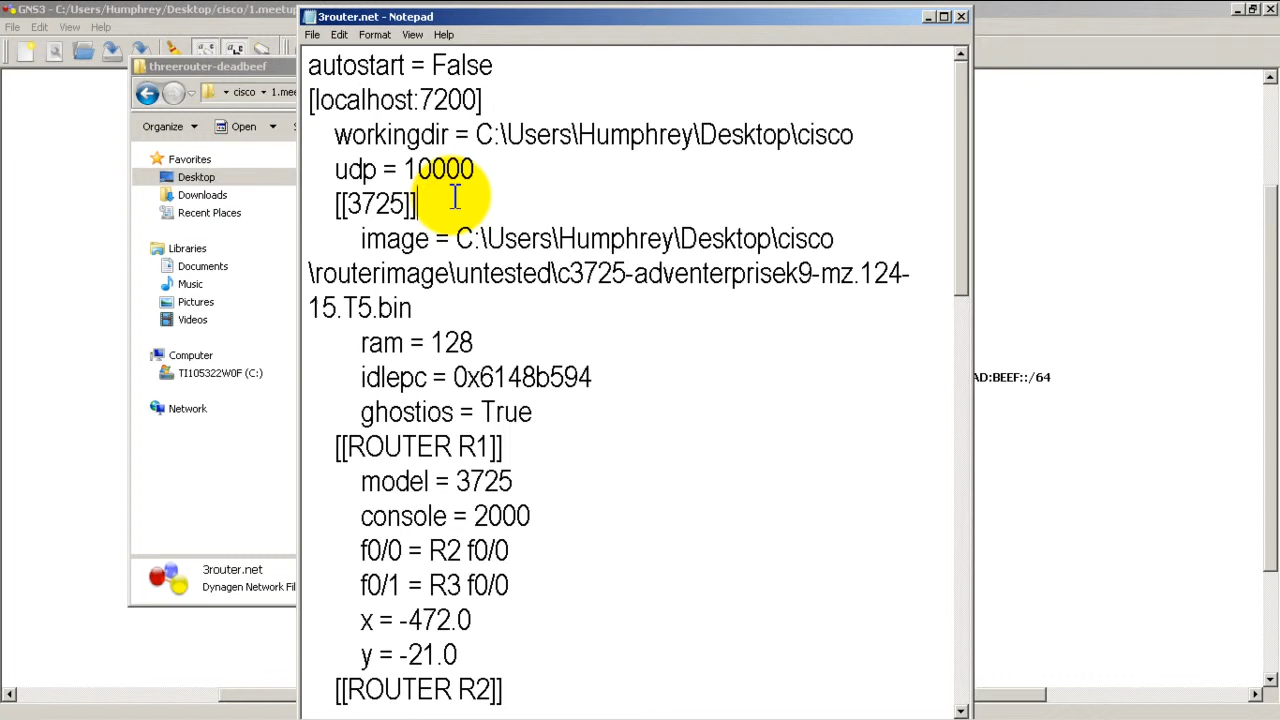 GNS3 - C:/Users/Humphrey/Desktop/cisco/1.meetup
File Edit View Help
threerouter-deadbeef
cisco 1.mee
Organize Open
Favorites
Desktop
Downloads
Recent Places
Libraries
Documents
Music
Pictures
Videos
Computer
TI105322W0F (C:)
Network
3router.net
Dynagen Network Fil
3router.net - Notepad
File Edit Format View Help
autostart = False
[localhost:7200]
workingdir = C:\Users\Humphrey\Desktop\cisco
udp = 10000
[[3725]]
image = C:\Users\Humphrey\Desktop\cisco
\routerimage\untested\c3725-adventerprisek9-mz.124-
15.T5.bin
ram = 128
idlepc = 0x6148b594
ghostios = True
[[ROUTER R1]]
model = 3725
console = 2000
f0/0 = R2 f0/0
f0/1 = R3 f0/0
x = -472.0
y = -21.0
[[ROUTER R2]]
AD:BEEF::/64